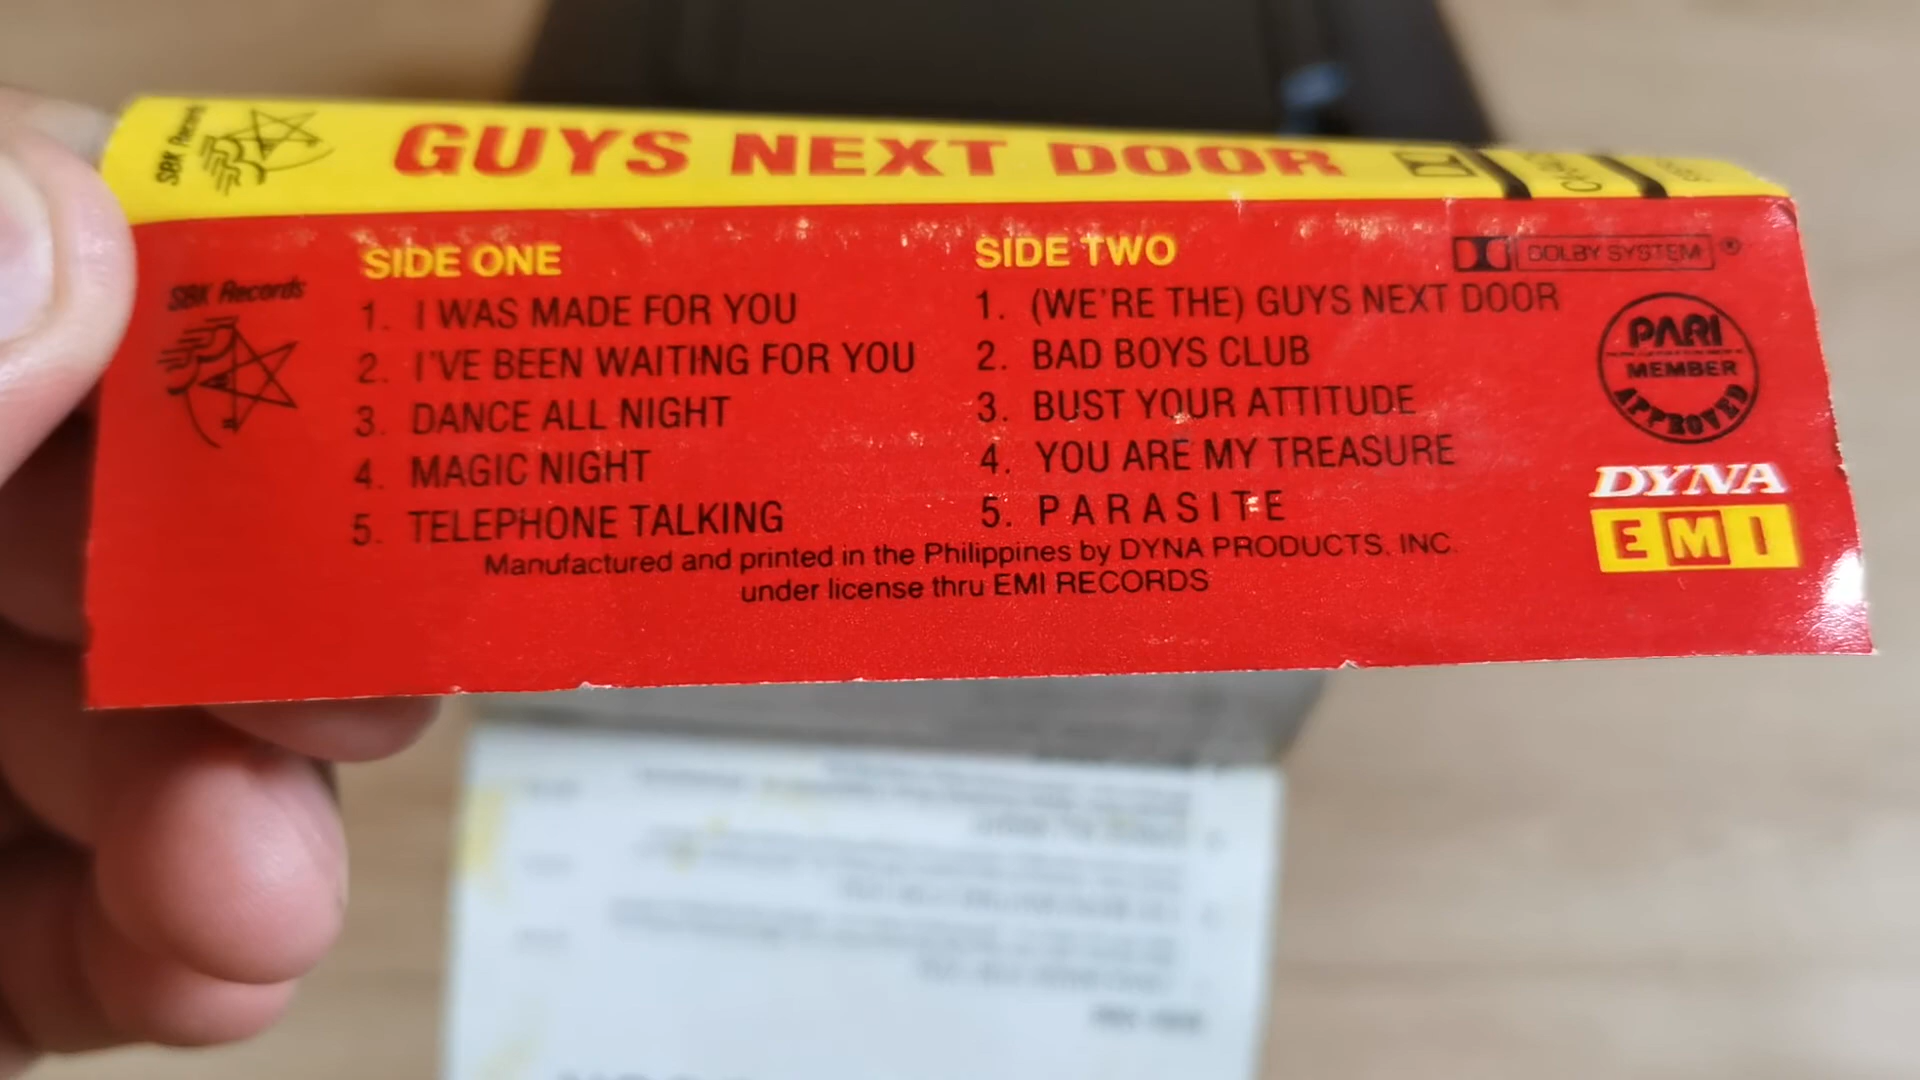 SBK Records
GUYS NEXT DOOR
SIDE ONE
1. I WAS MADE FOR YOU
2. I'VE BEEN WAITING FOR YOU
3. DANCE ALL NIGHT
4. MAGIC NIGHT
5. TELEPHONE TALKING
SIDE TWO
1. (WE'RE THE) GUYS NEXT DOOR
2. BAD BOYS CLUB
3. BUST YOUR ATTITUDE
4. YOU ARE MY TREASURE
5. PARASITE
SBK Records
DOLBY SYSTEM ®
PARI
MEMBER
APPROVED
DYNA
EMI
Manufactured and printed in the Philippines by DYNA PRODUCTS, INC.
under license thru EMI RECORDS